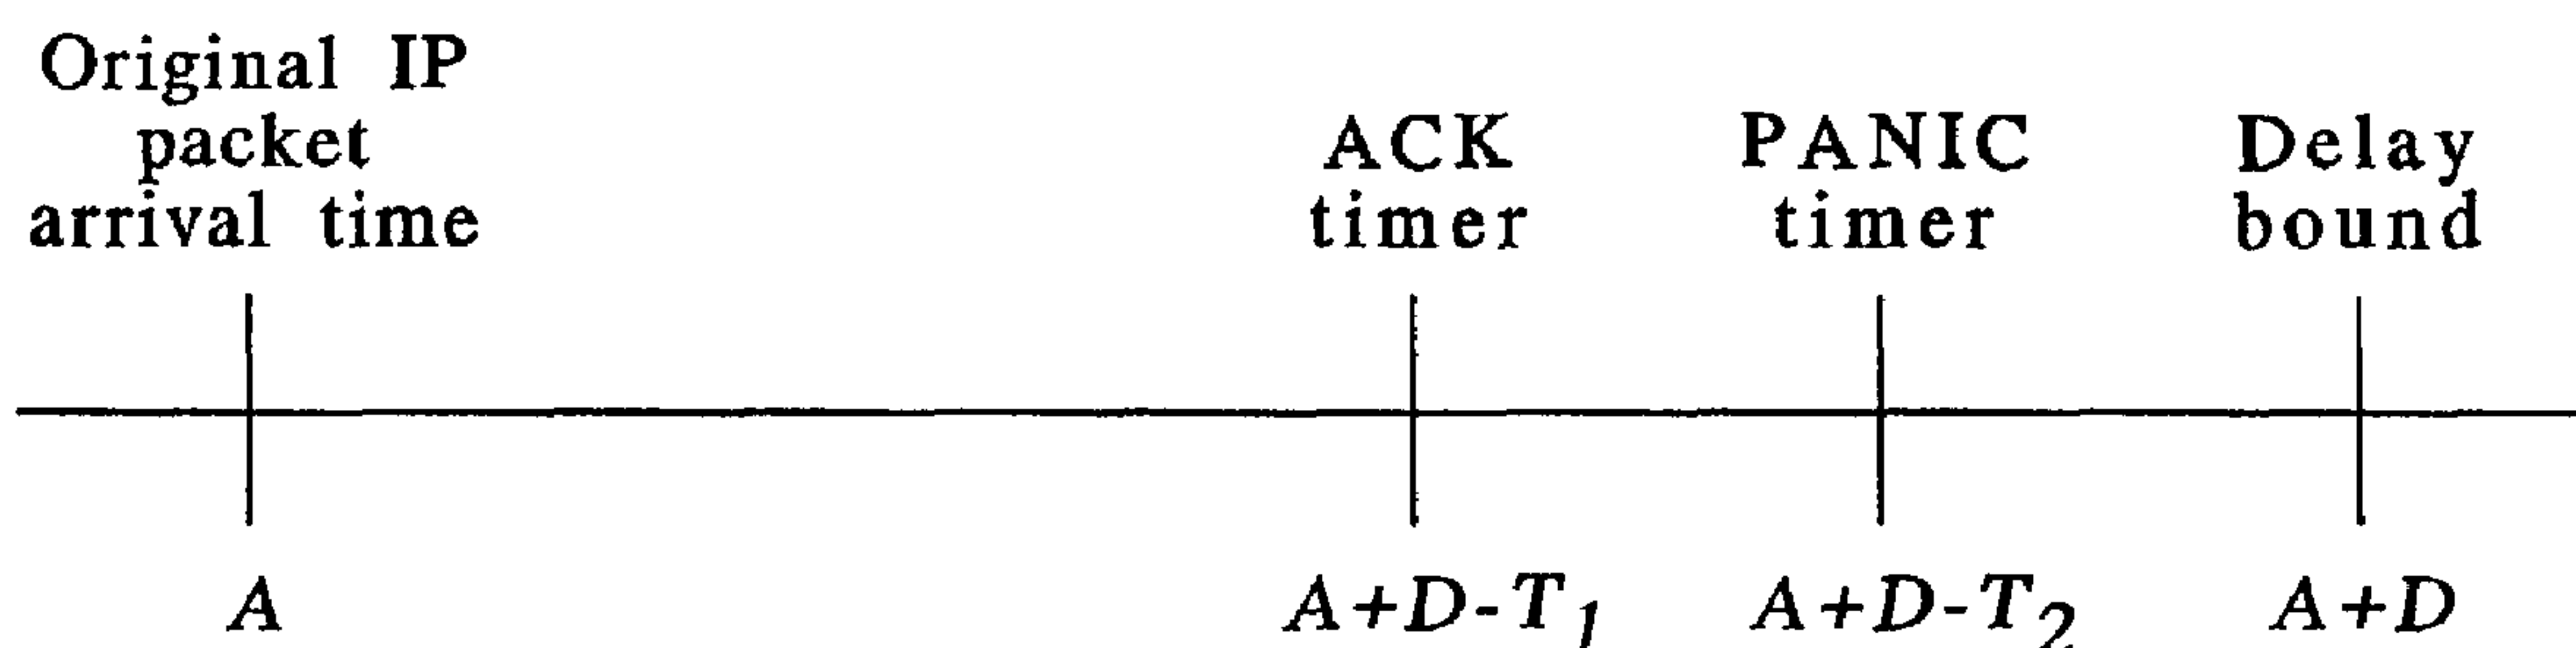 Original IP
packet
arrival time
ACK
timer
PANIC
timer
Delay
bound
A
A+D-T1
A+D-T2
A+D